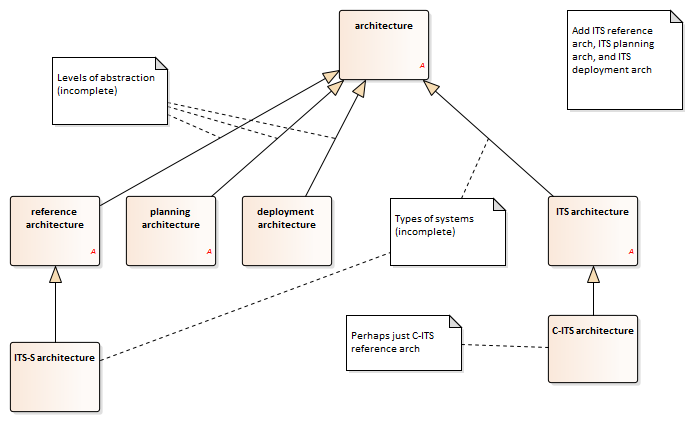 architecture
A
Add ITS reference
arch, ITS planning
arch, and ITS
deployment arch
Levels of abstraction
(incomplete)
reference
architecture
A
planning
architecture
A
deployment
architecture
Types of systems
(incomplete)
ITS architecture
A
ITS-S architecture
Perhaps just C-ITS
reference arch
C-ITS architecture